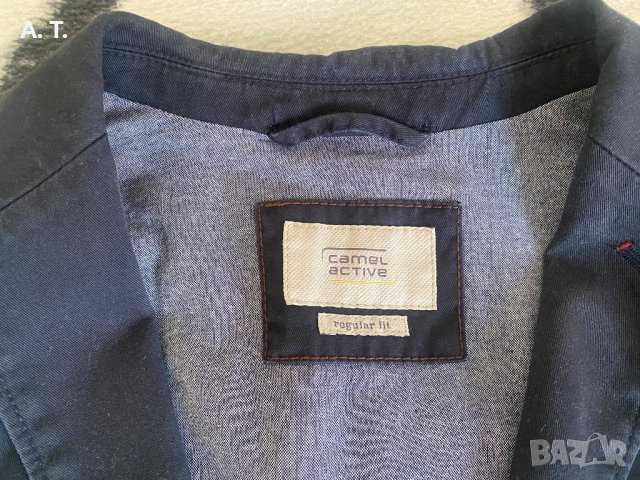 A. T.
camel
active
regular fit
BAZAR